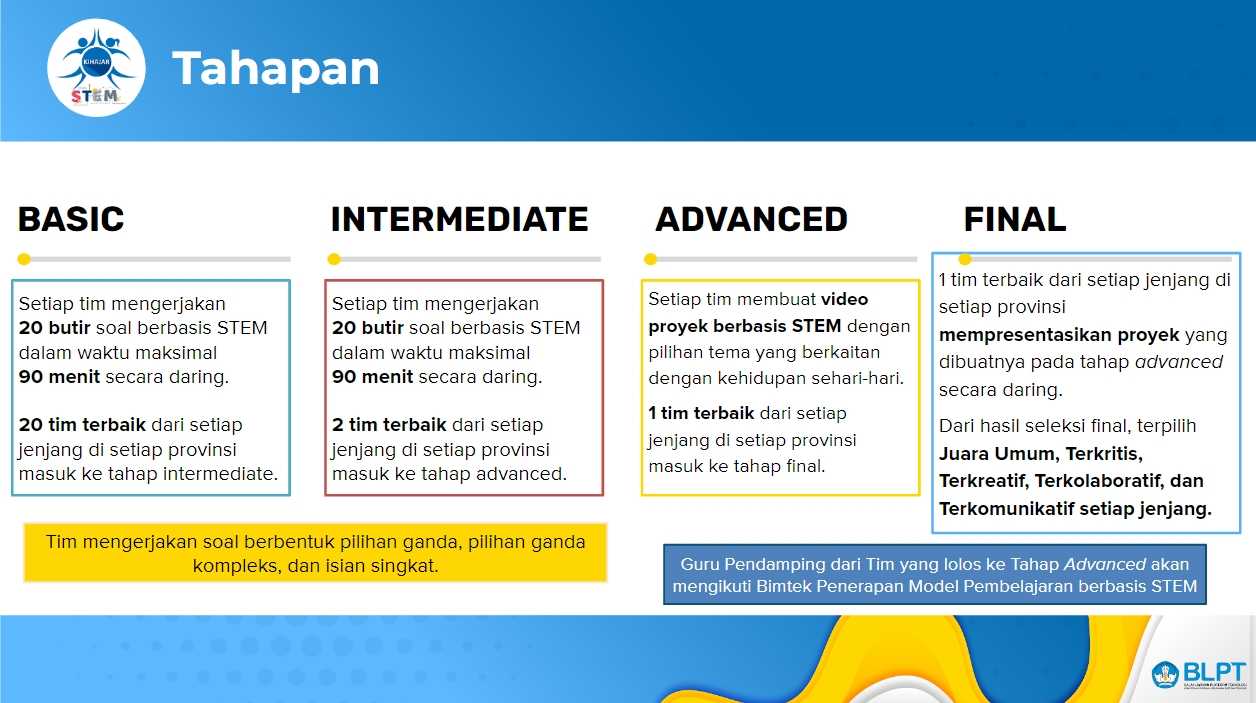 KIHAJAR
STEM
Tahapan
BASIC
Setiap tim mengerjakan
20 butir soal berbasis STEM
dalam waktu maksimal
90 menit secara daring.
20 tim terbaik dari setiap
jenjang di setiap provinsi
masuk ke tahap intermediate.
INTERMEDIATE
Setiap tim mengerjakan
20 butir soal berbasis STEM
dalam waktu maksimal
90 menit secara daring.
2 tim terbaik dari setiap
jenjang di setiap provinsi
masuk ke tahap advanced.
Tim mengerjakan soal berbentuk pilihan ganda, pilihan ganda
kompleks, dan isian singkat.
ADVANCED
Setiap tim membuat video
proyek berbasis STEM dengan
pilihan tema yang berkaitan
dengan kehidupan sehari-hari.
1 tim terbaik dari setiap
jenjang di setiap provinsi
masuk ke tahap final.
FINAL
1 tim terbaik dari setiap jenjang di
setiap provinsi
mempresentasikan proyek yang
dibuatnya pada tahap advanced
secara daring.
Dari hasil seleksi final, terpilih
Juara Umum, Terkritis,
Terkreatif, Terkolaboratif, dan
Terkomunikatif setiap jenjang.
Guru Pendamping dari Tim yang lolos ke Tahap Advanced akan
mengikuti Bimtek Penerapan Model Pembelajaran berbasis STEM
BLPT